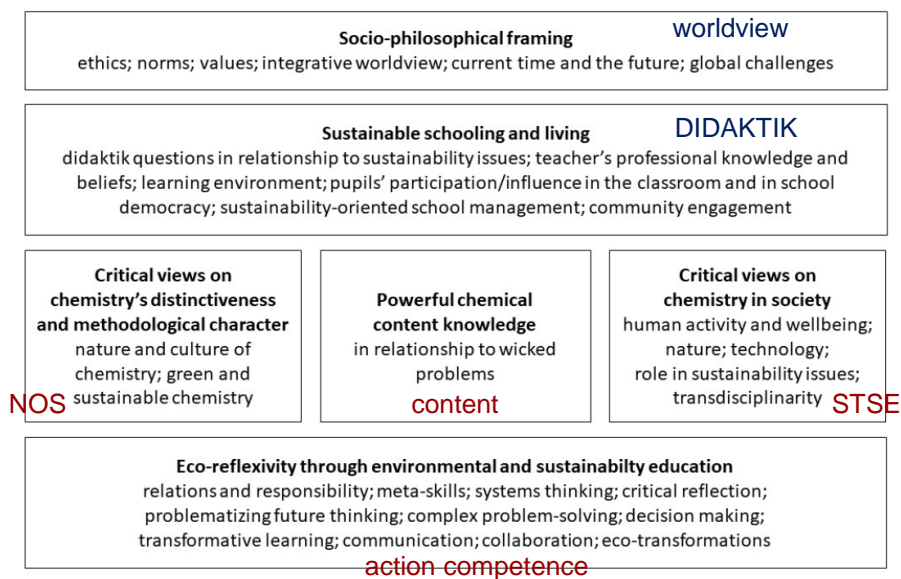 worldview
Socio-philosophical framing
ethics; norms; values; integrative worldview; current time and the future; global challenges
DIDAKTIK
Sustainable schooling and living
didaktik questions in relationship to sustainability issues; teacher's professional knowledge and
beliefs; learning environment; pupils' participation/influence in the classroom and in school
democracy; sustainability-oriented school management; community engagement
Critical views on
chemistry's distinctiveness
and methodological character
nature and culture of
chemistry; green and
sustainable chemistry
NOS
Powerful chemical
content knowledge
in relationship to wicked
problems
content
Critical views on
chemistry in society
human activity and wellbeing;
nature; technology;
role in sustainability issues;
transdisciplinarity
STSE
Eco-reflexivity through environmental and sustainabilty education
relations and responsibility; meta-skills; systems thinking; critical reflection;
problematizing future thinking; complex problem-solving; decision making;
transformative learning; communication; collaboration; eco-transformations
action competence